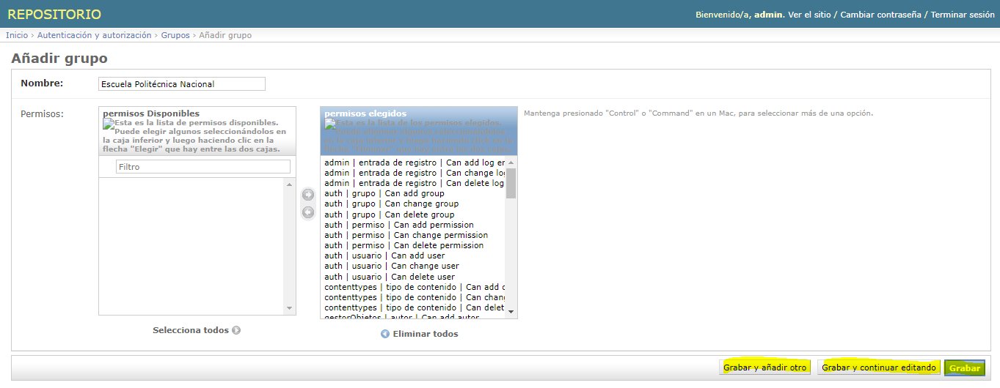 REPOSITORIO
Bienvenido/a, admin. Ver el sitio / Cambiar contraseña / Terminar sesión
Inicio › Autenticación y autorización › Grupos › Añadir grupo
Añadir grupo
Nombre:
Escuela Politécnica Nacional
Permisos:
permisos Disponibles
Esta es la lista de permisos disponibles.
Puede elegir algunos seleccionándolos en
la caja inferior y luego haciendo clic en la
flecha "Elegir" que hay entre las dos cajas.
Filtro
Selecciona todos
permisos elegidos
Esta es la lista de los permisos elegidos.
Puede eliminar algunos seleccionándolos
en la caja inferior y luego haciendo click en la
flecha "Eliminar" que hay entre las dos cajas.
admin | entrada de registro | Can add log en
admin | entrada de registro | Can change log
admin | entrada de registro | Can delete log
auth | grupo | Can add group
auth | grupo | Can change group
auth | grupo | Can delete group
auth | permiso | Can add permission
auth | permiso | Can change permission
auth | permiso | Can delete permission
auth | usuario | Can add user
auth | usuario | Can change user
auth | usuario | Can delete user
contenttypes | tipo de contenido | Can add c
contenttypes | tipo de contenido | Can chang
contenttypes | tipo de contenido | Can delet
gestorObjetos | autor | Can add autor
Eliminar todos
Mantenga presionado "Control" o "Command" en un Mac, para seleccionar más de una opción.
Grabar y añadir otro
Grabar y continuar editando
Grabar